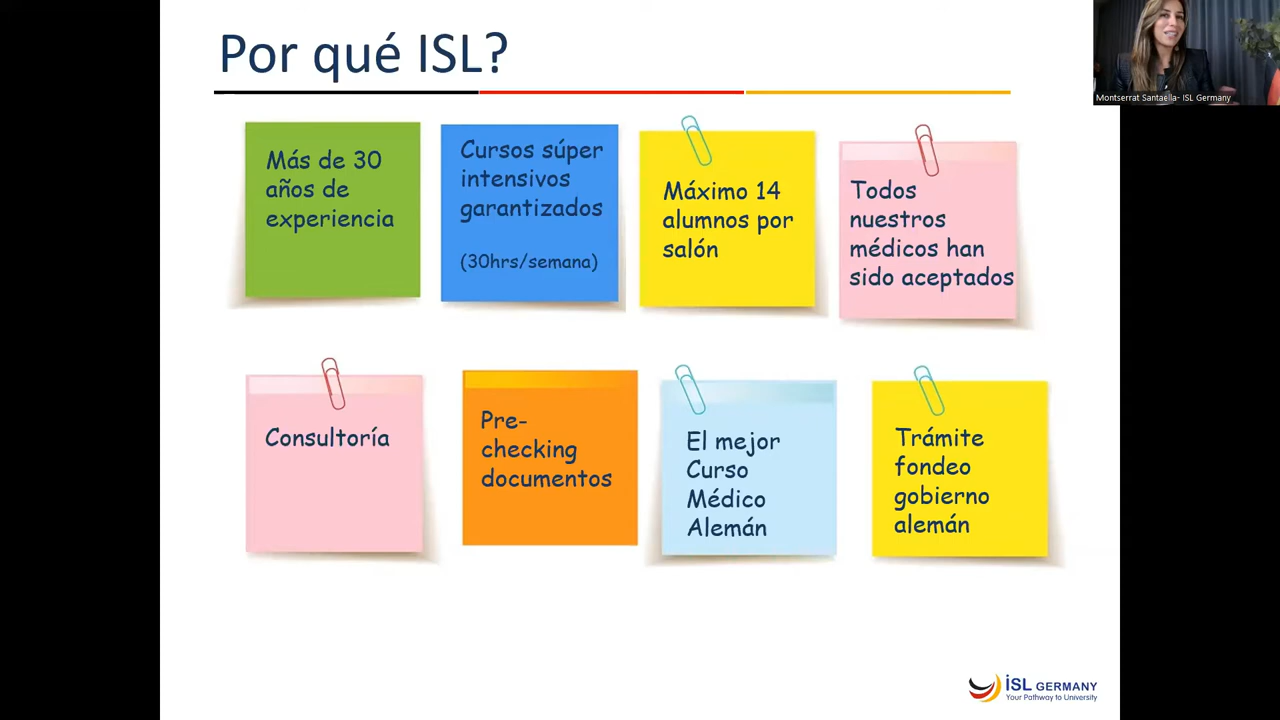 Por qué ISL?
Montserrat Santaella- ISL Germany
Más de 30
años de
experiencia
Cursos súper
intensivos
garantizados
(30hrs/semana)
Máximo 14
alumnos por
salón
Todos
nuestros
médicos han
sido aceptados
Consultoría
Pre-
checking
documentos
El mejor
Curso
Médico
Alemán
Trámite
fondeo
gobierno
alemán
iSL GERMANY
Your Pathway to University